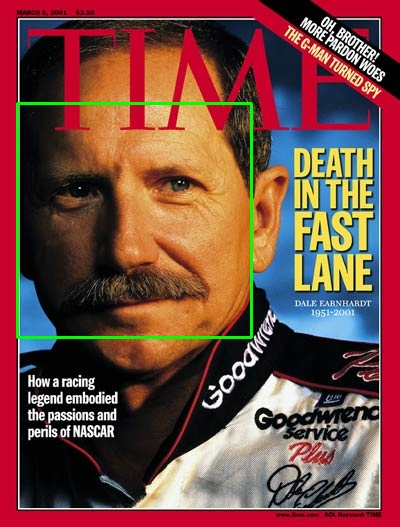 MARCH 5, 2001 $3.50
OH, BROTHER!
MORE PARDON WOES
THE G-MAN TURNED SPY
TIME
DEATH
IN THE
FAST
LANE
DALE EARNHARDT
1951-2001
How a racing
legend embodied
the passions and
perils of NASCAR
Goodwrench
Goodwrench
Service
Plus
www.time.com AOL Keyword: TIME